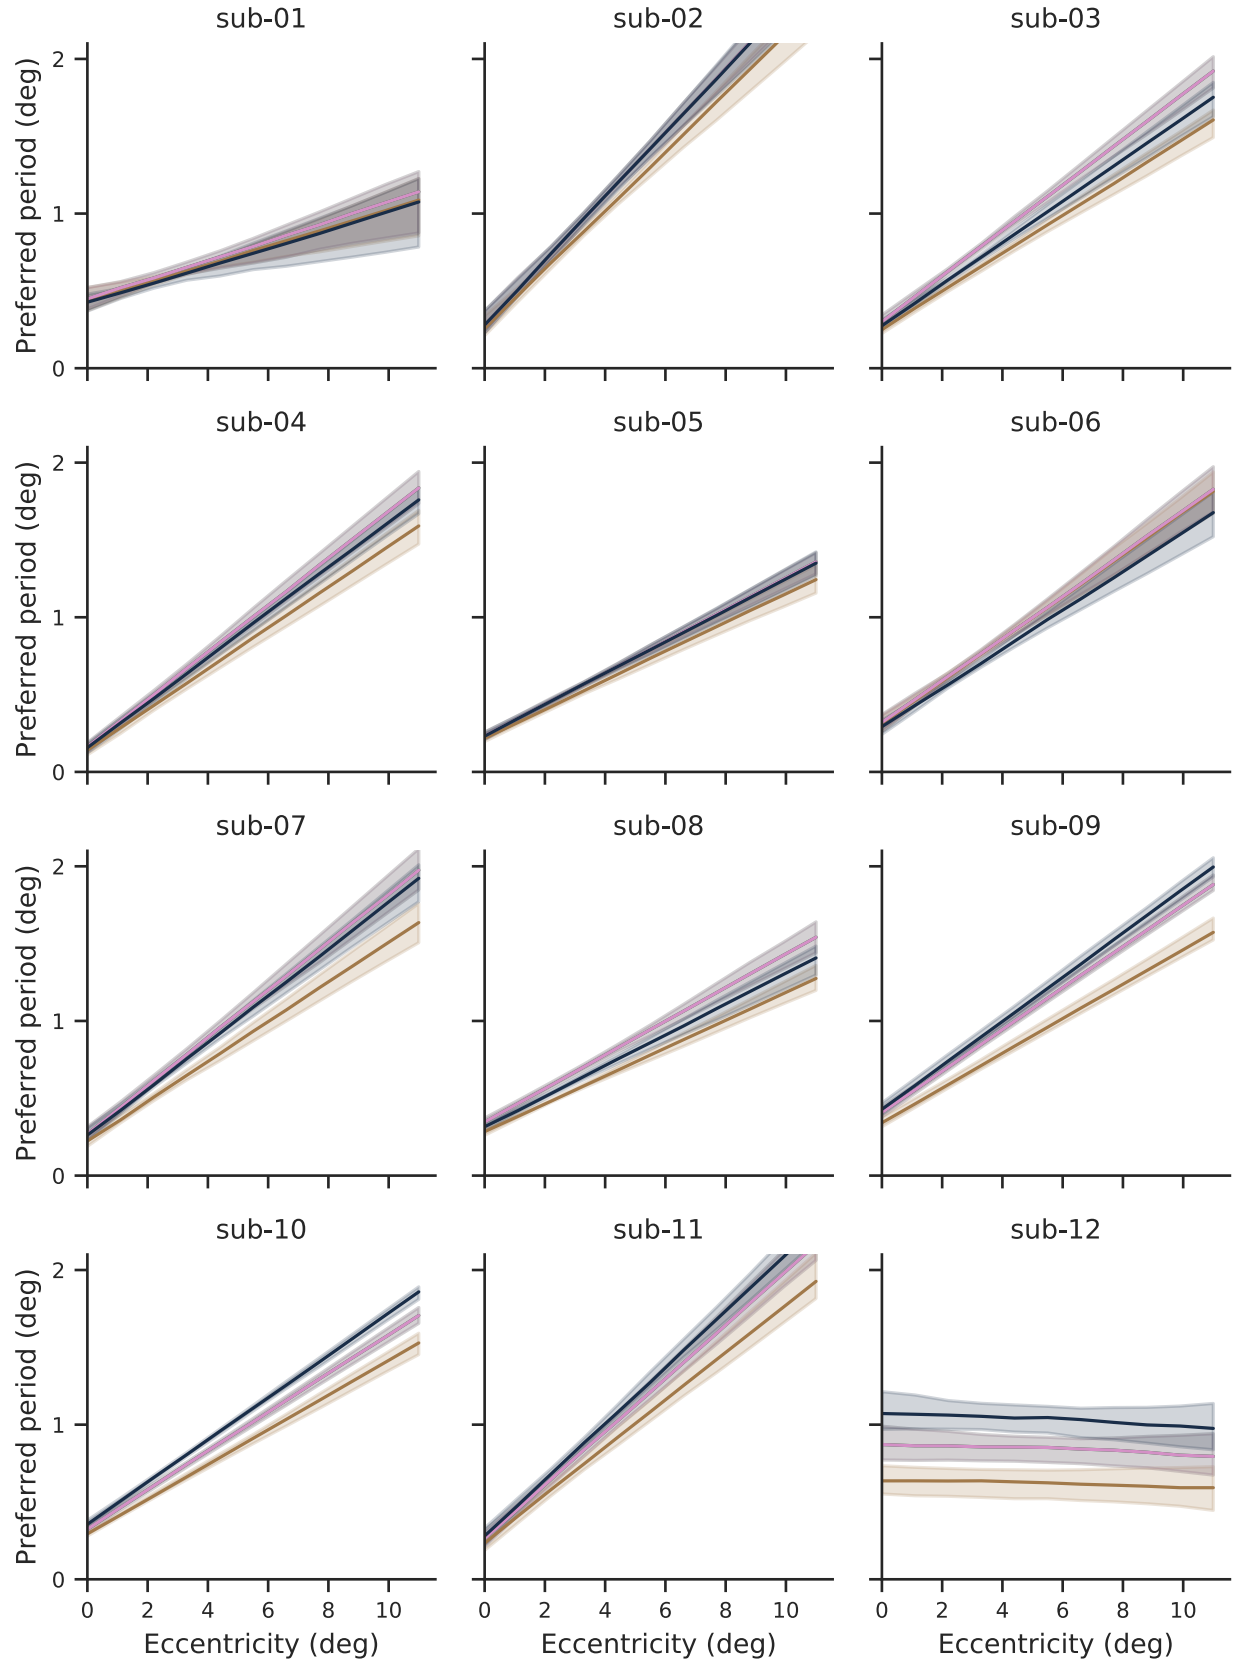 sub-01 sub-02 sub-03
Preferred period (deg)
2
1
0
sub-04 sub-05 sub-06
Preferred period (deg)
2
1
0
sub-07 sub-08 sub-09
Preferred period (deg)
2
1
0
sub-10 sub-11 sub-12
Preferred period (deg)
2
1
0
0 2 4 6 8 10 0 2 4 6 8 10 0 2 4 6 8 10
Eccentricity (deg) Eccentricity (deg) Eccentricity (deg)